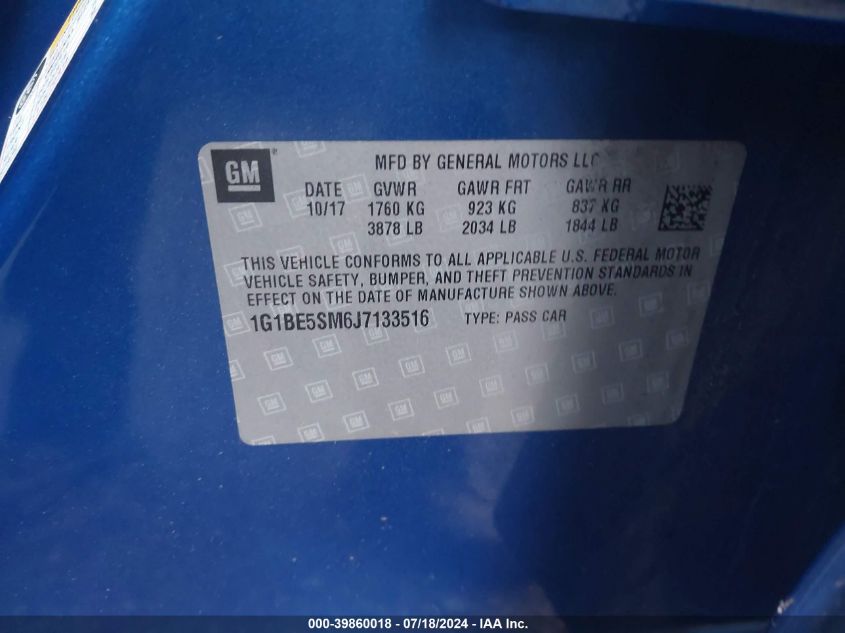 GM
MFD BY GENERAL MOTORS LLC
DATE GVWR GAWR FRT GAWR RR
10/17 1760 KG 923 KG 837 KG
3878 LB 2034 LB 1844 LB
THIS VEHICLE CONFORMS TO ALL APPLICABLE U.S. FEDERAL MOTOR
VEHICLE SAFETY, BUMPER, AND THEFT PREVENTION STANDARDS IN
EFFECT ON THE DATE OF MANUFACTURE SHOWN ABOVE.
1G1BE5SM6J7133516 TYPE: PASS CAR
000-39860018 - 07/18/2024 - IAA Inc.